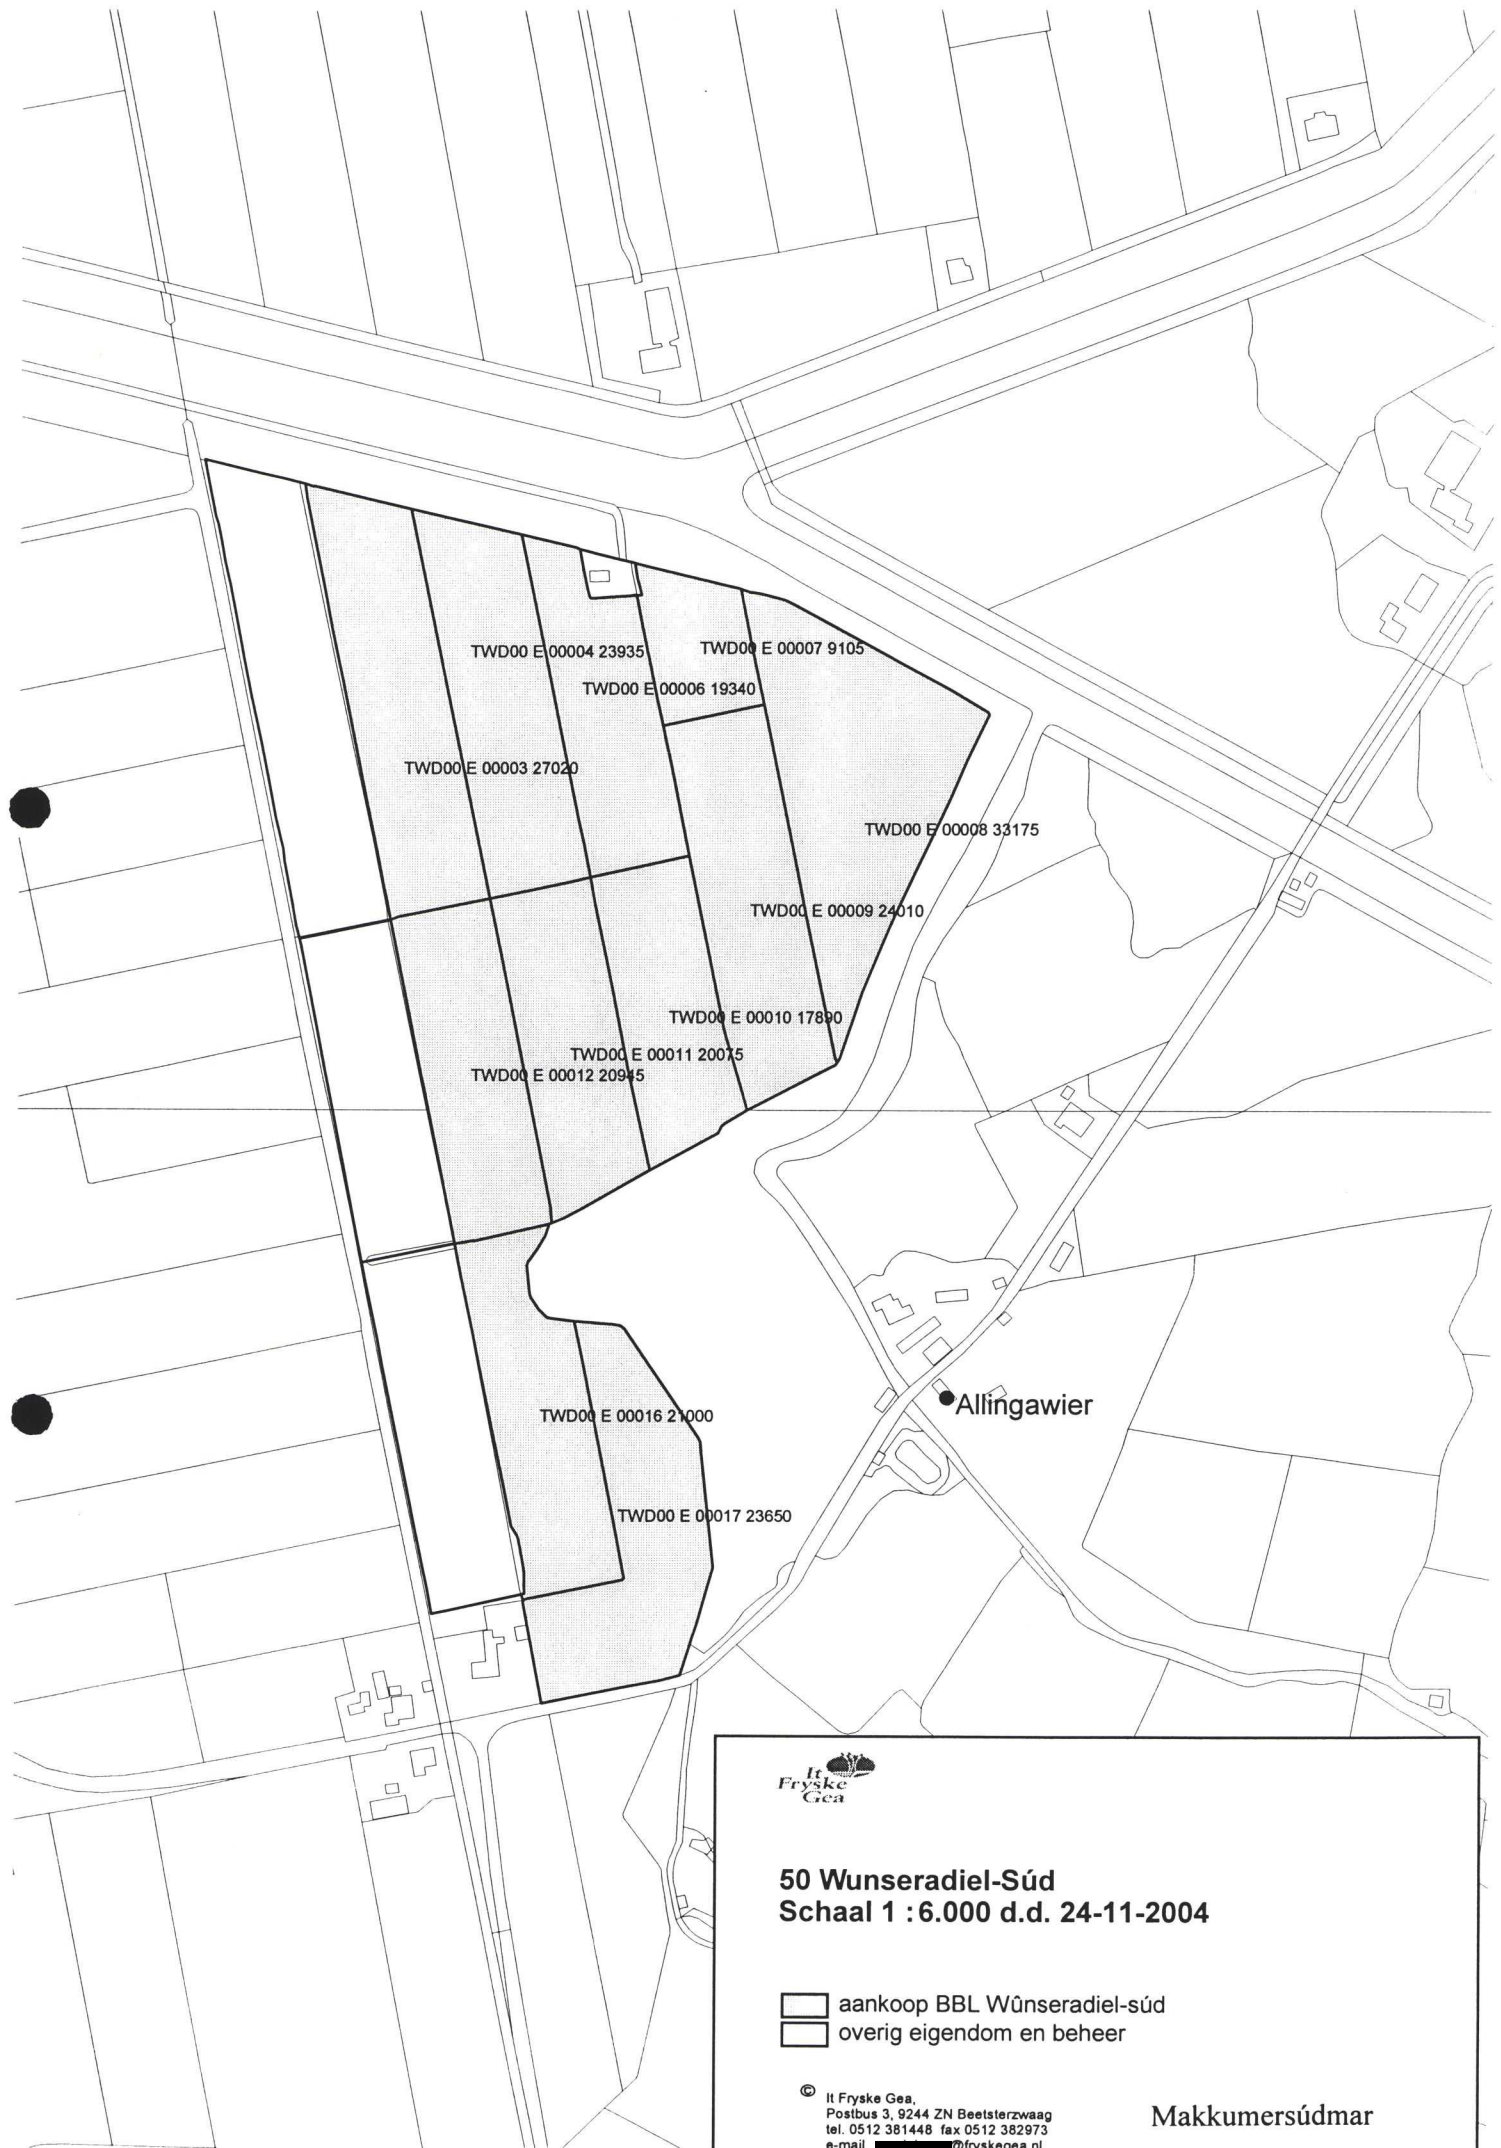 TWD00 E 00004 23935
TWD00 E 00007 9105
TWD00 E 00006 19340
TWD00 E 00003 27020
TWD00 E 00008 33175
TWD00 E 00009 24010
TWD00 E 00010 17890
TWD00 E 00011 20075
TWD00 E 00012 20945
Allingawier
TWD00 E 00016 21000
TWD00 E 00017 23650
It
Fryske
Gea
50 Wunseradiel-Súd
Schaal 1 : 6.000 d.d. 24-11-2004
aankoop BBL Wûnseradiel-súd
overig eigendom en beheer
© It Fryske Gea,
Postbus 3, 9244 ZN Beetsterzwaag
tel. 0512 381448 fax 0512 382973
e-mail @fryskegea.nl
Makkumersúdmar